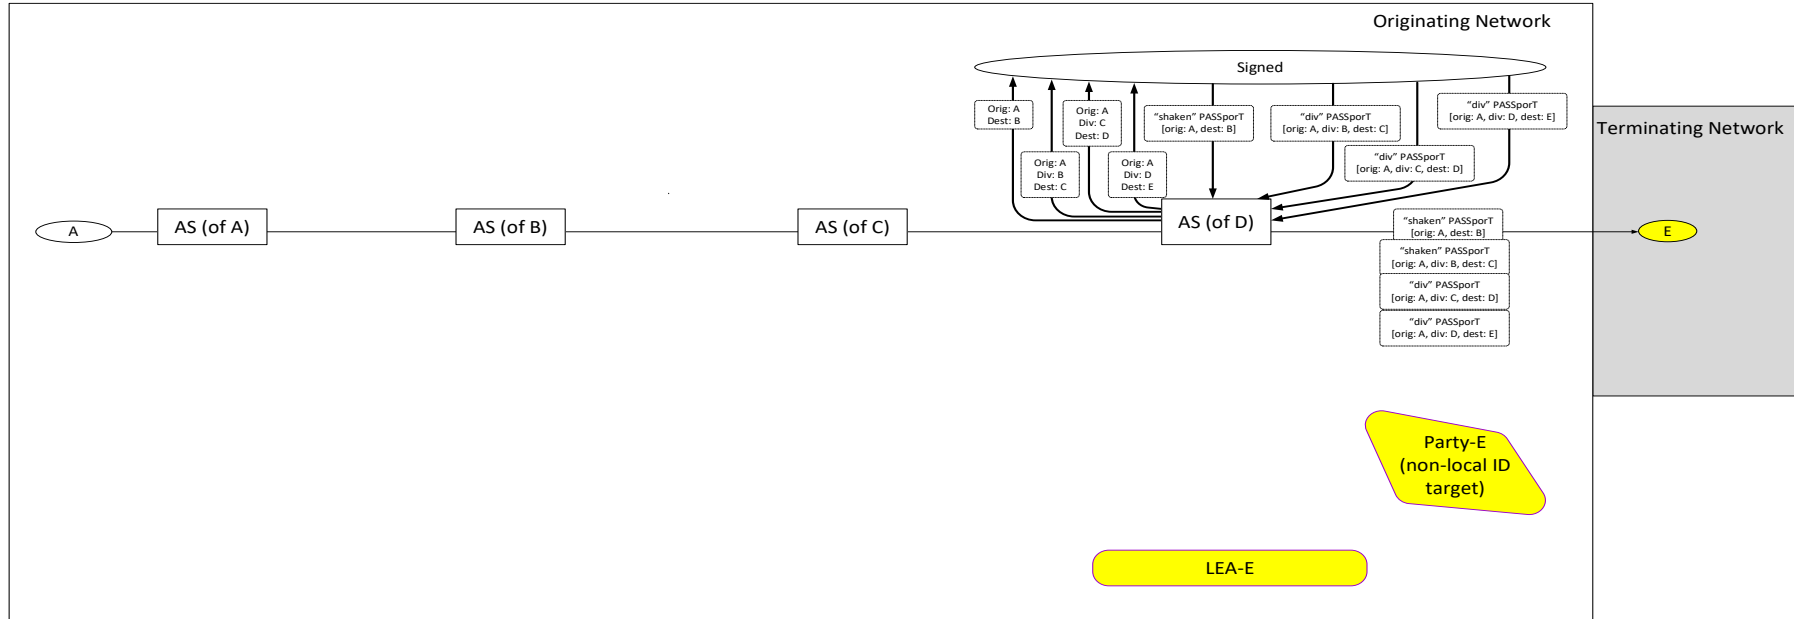 Originating Network
Signed
Orig: A
Dest: B
Orig: A
Div: C
Dest: D
"shaken" PASSporT
[orig: A, dest: B]
"div" PASSporT
[orig: A, div: B, dest: C]
"div" PASSporT
[orig: A, div: D, dest: E]
Terminating Network
Orig: A
Div: B
Dest: C
Orig: A
Div: D
Dest: E
"div" PASSporT
[orig: A, div: C, dest: D]
A
AS (of A)
AS (of B)
AS (of C)
AS (of D)
"shaken" PASSporT
[orig: A, dest: B]
E
"shaken" PASSporT
[orig: A, div: B, dest: C]
"div" PASSporT
[orig: A, div: C, dest: D]
"div" PASSporT
[orig: A, div: D, dest: E]
Party-E
(non-local ID
target)
LEA-E